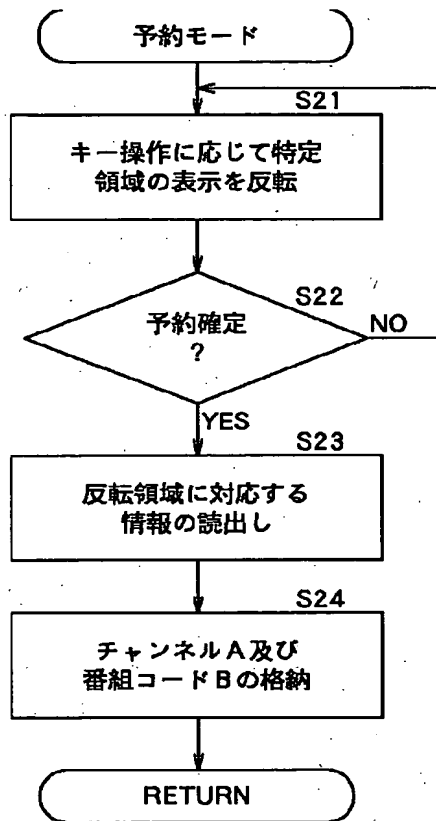 予約モード
S21
キー操作に応じて特定
領域の表示を反転
S22
予約確定
?
NO
YES
S23
反転領域に対応する
情報の読出し
S24
チャンネルA及び
番組コードBの格納
RETURN